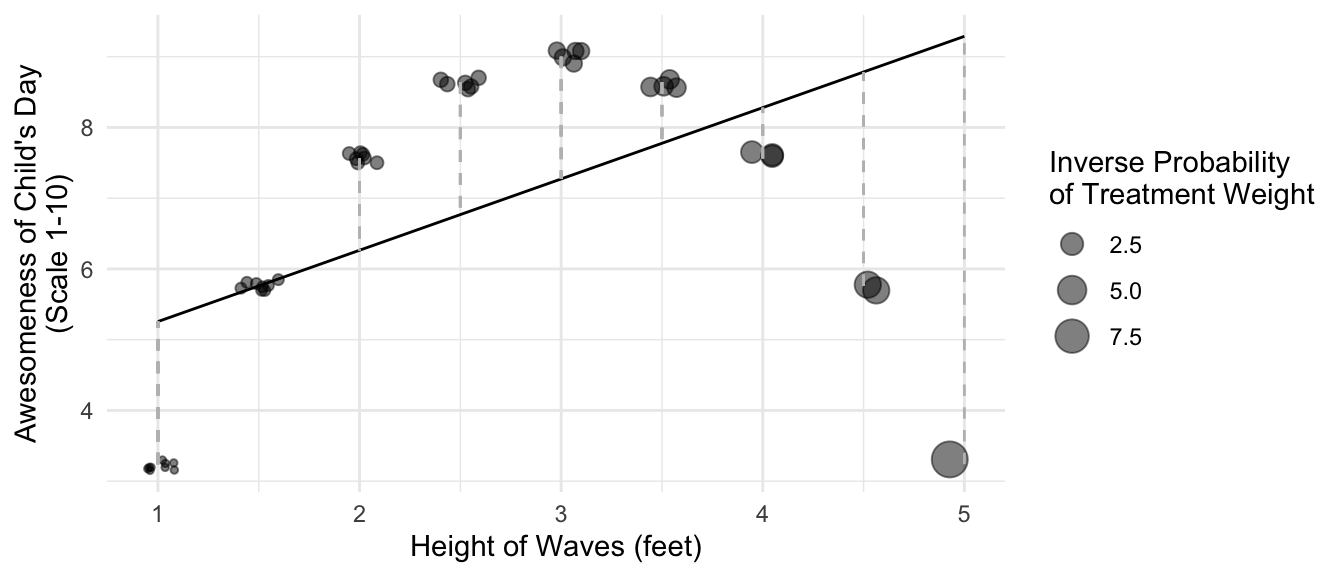 Awesomeness of Child's Day
(Scale 1-10)
8
6
4
1
2
3
4
5
Height of Waves (feet)
Inverse Probability
of Treatment Weight
2.5
5.0
7.5